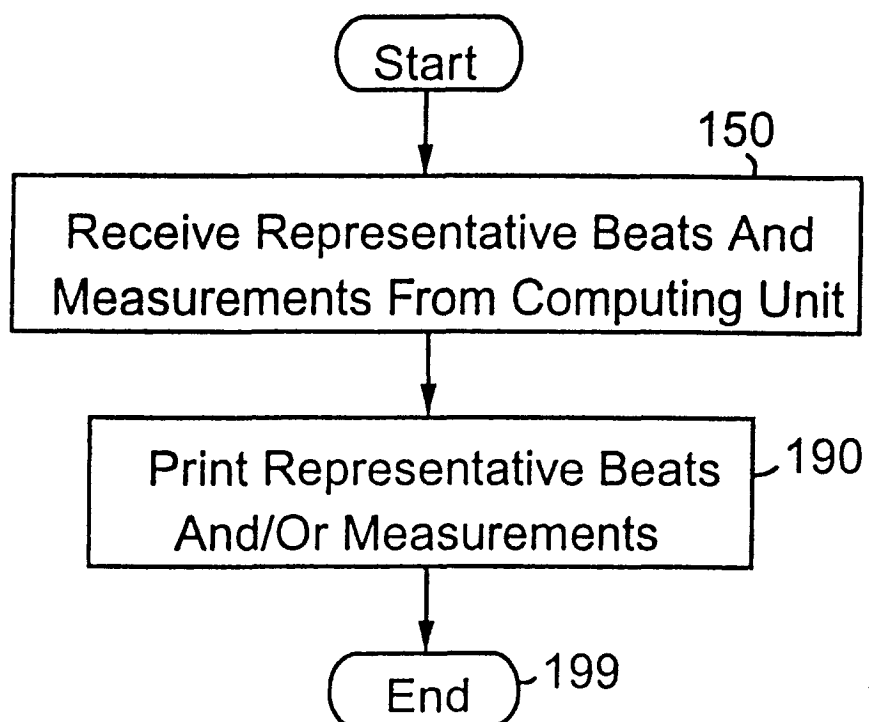 Start
150
Receive Representative Beats And
Measurements From Computing Unit
Print Representative Beats
And/Or Measurements
190
End
199